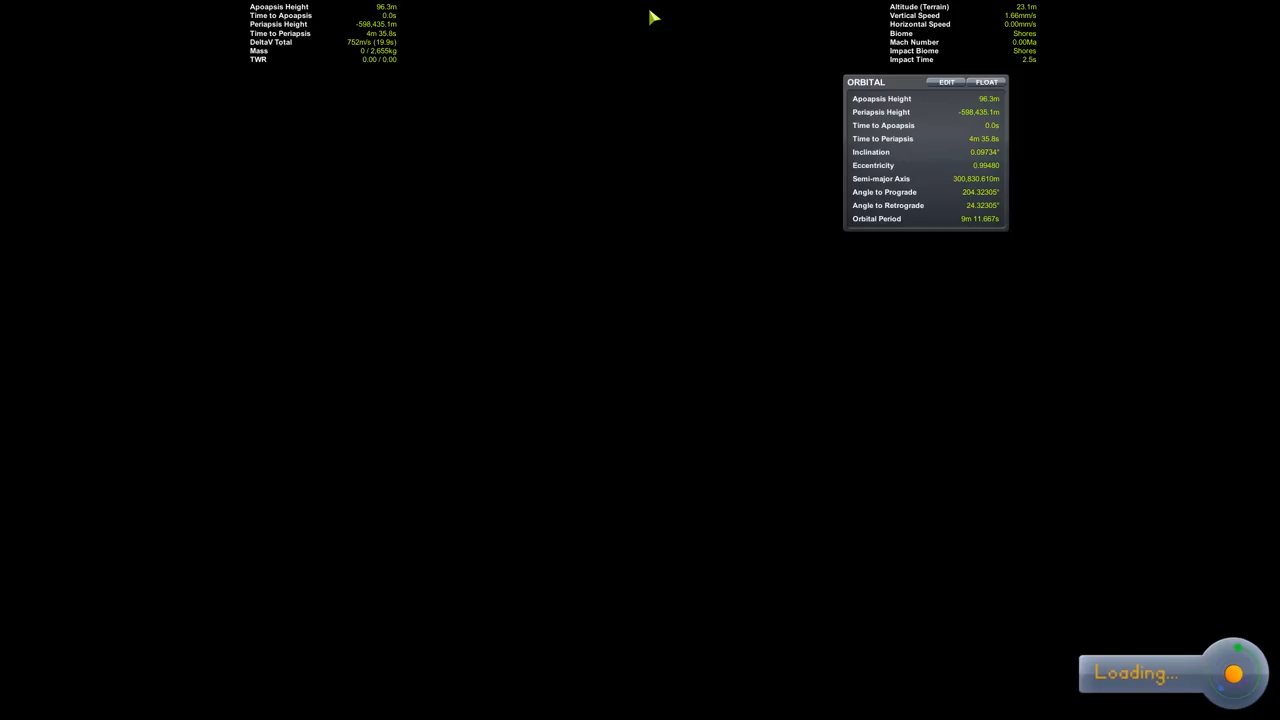 Apoapsis Height 96.3m
Time to Apoapsis 0.0s
Periapsis Height -598,435.1m
Time to Periapsis 4m 35.8s
DeltaV Total 752m/s (19.9s)
Mass 0 / 2,655kg
TWR 0.00 / 0.00
Altitude (Terrain) 23.1m
Vertical Speed 1.66mm/s
Horizontal Speed 0.00mm/s
Biome Shores
Mach Number 0.00Ma
Impact Biome Shores
Impact Time 2.5s
ORBITAL EDIT FLOAT
Apoapsis Height 96.3m
Periapsis Height -598,435.1m
Time to Apoapsis 0.0s
Time to Periapsis 4m 35.8s
Inclination 0.09734°
Eccentricity 0.99480
Semi-major Axis 300,830.610m
Angle to Prograde 204.32305°
Angle to Retrograde 24.32305°
Orbital Period 9m 11.667s
Loading...